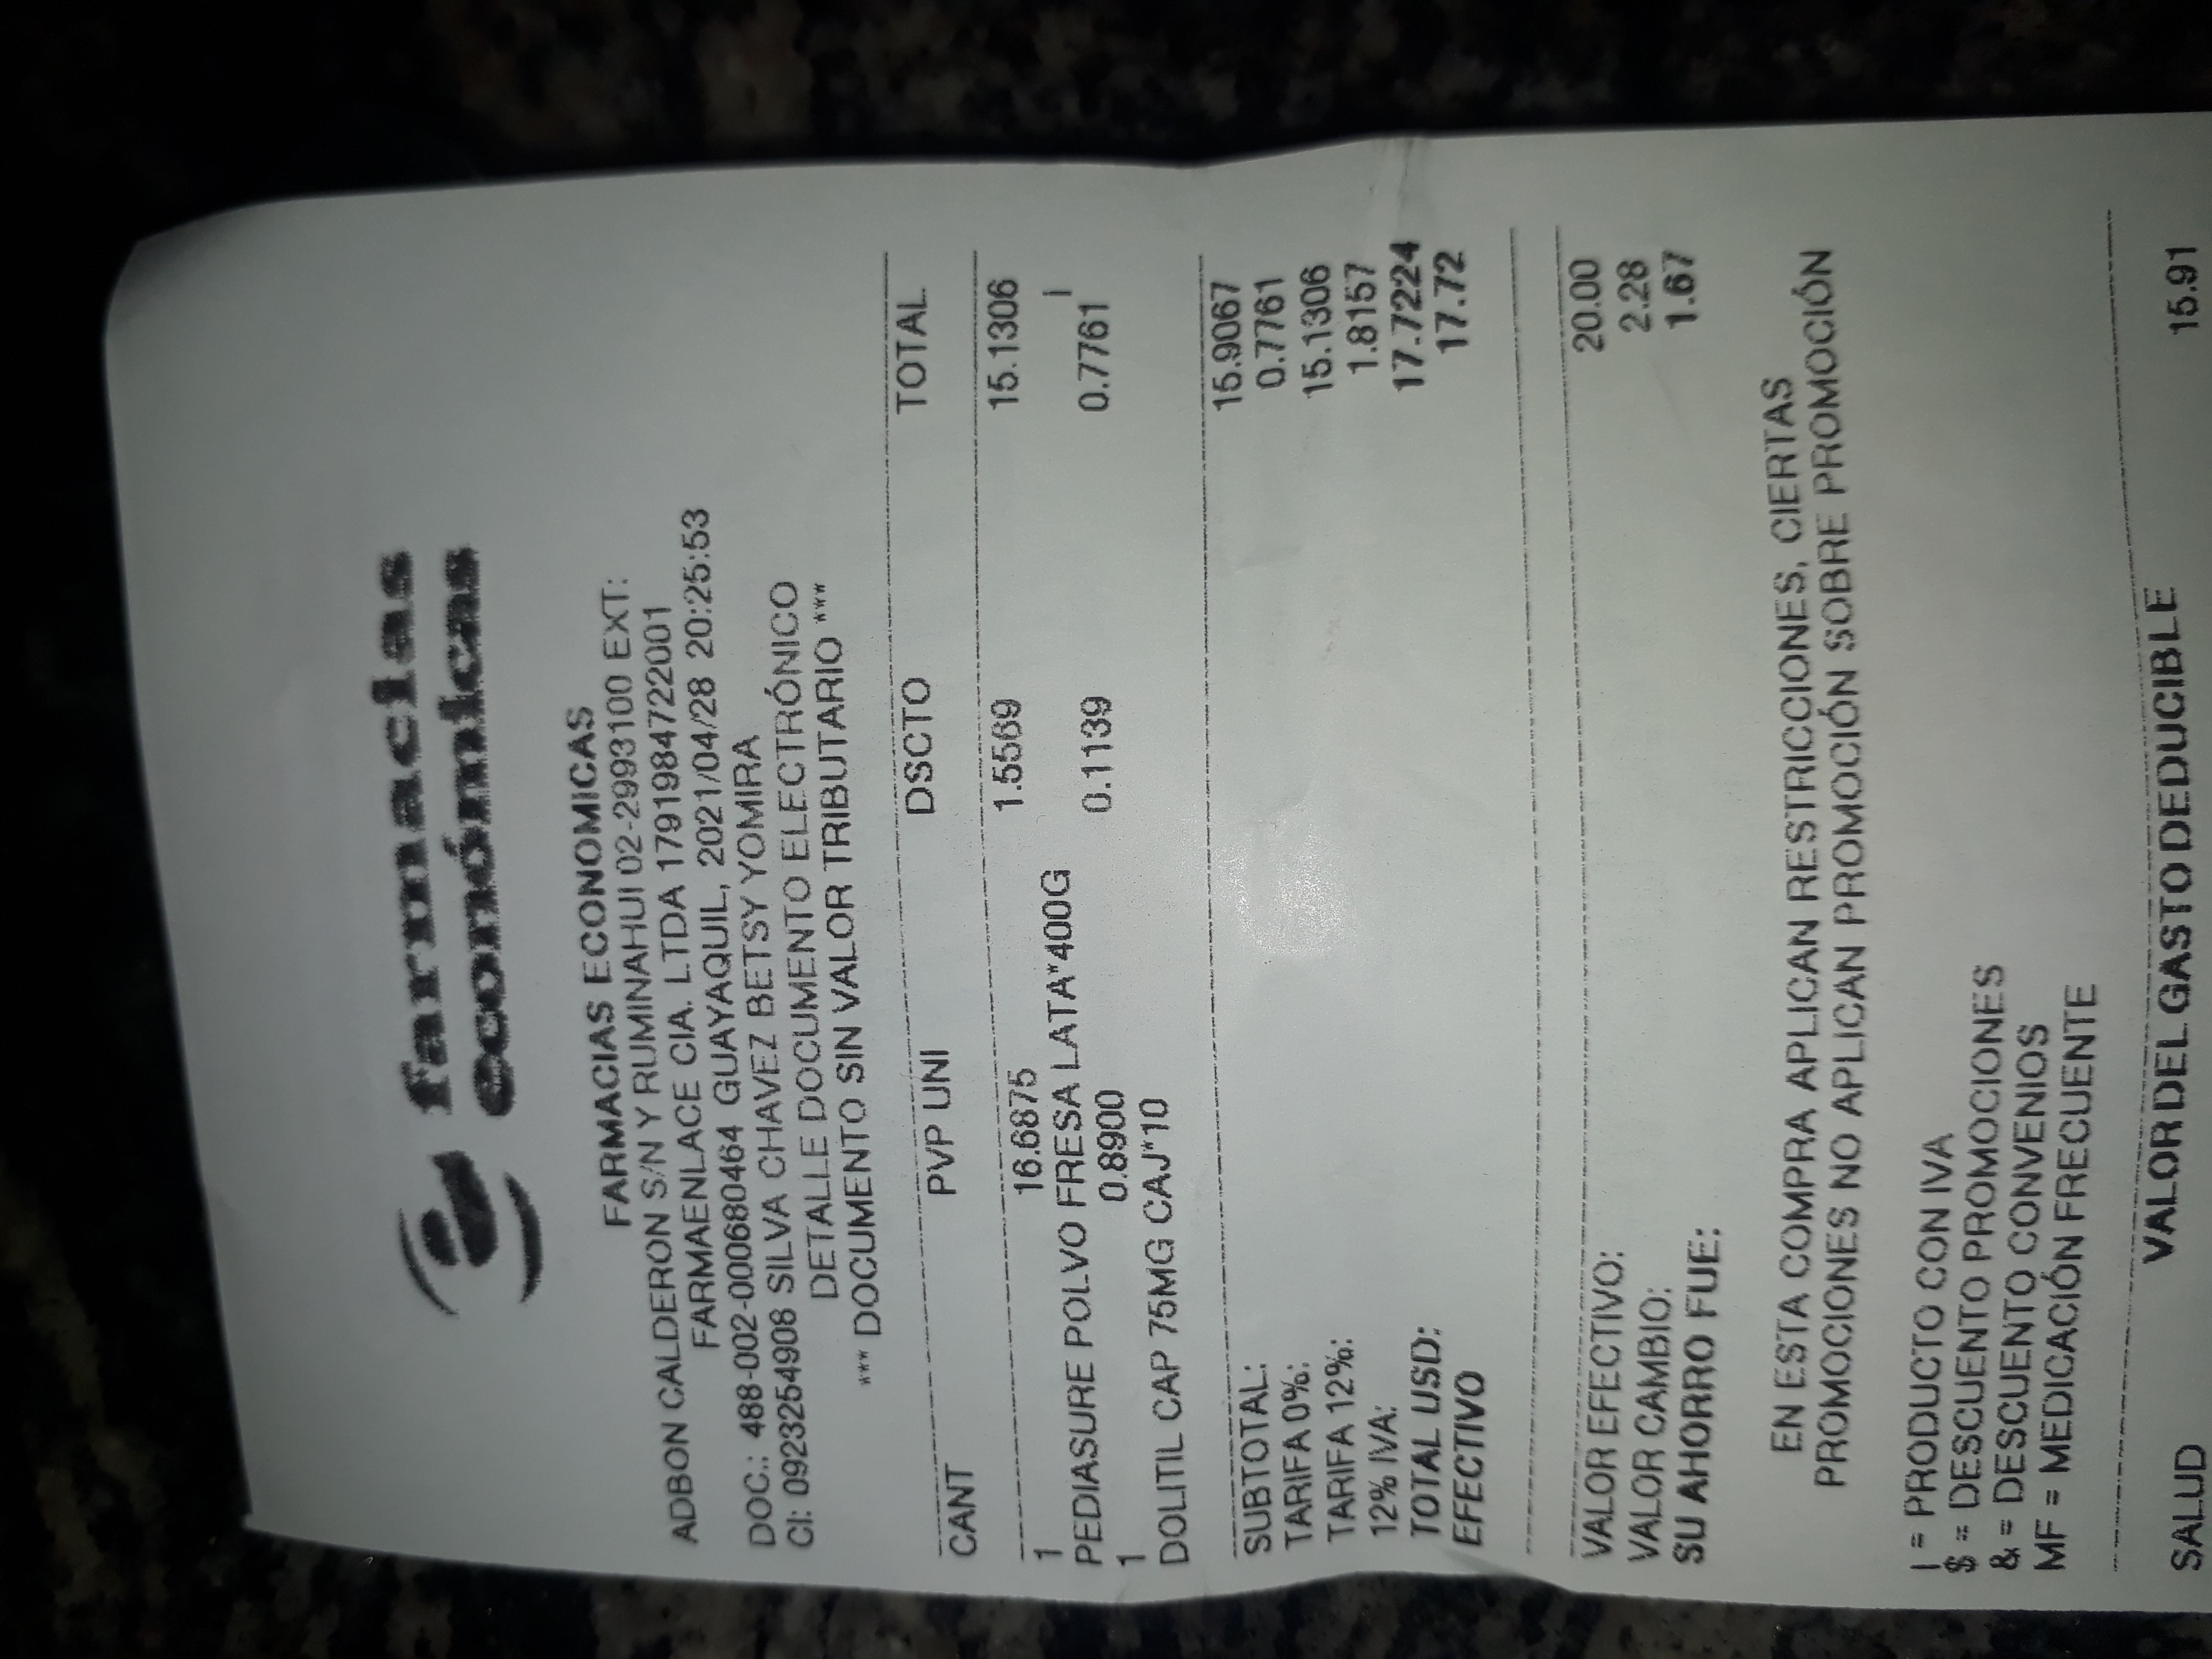 farmacias
económicas
FARMACIAS ECONOMICAS
ADBON CALDERON S/N Y RUMINAHUI 02-2993100 EXT:
FARMAENLACE CIA. LTDA 1791984722001
DOC.: 488-002-000680464 GUAYAQUIL, 2021/04/28 20:25:53
CI: 0923254908 SILVA CHAVEZ BETSY YOMIRA
DETALLE DOCUMENTO ELECTRÓNICO
*** DOCUMENTO SIN VALOR TRIBUTARIO ***
CANT PVP UNI DSCTO TOTAL
1 16.6875 1.5569 15.1306
PEDIASURE POLVO FRESA LATA*400G |
1 0.8900 0.1139 0.7761
DOLITIL CAP 75MG CAJ*10
SUBTOTAL: 15.9067
TARIFA 0%: 0.7761
TARIFA 12%: 15.1306
12% IVA: 1.8157
TOTAL USD: 17.7224
EFECTIVO 17.72
VALOR EFECTIVO: 20.00
VALOR CAMBIO: 2.28
SU AHORRO FUE: 1.67
EN ESTA COMPRA APLICAN RESTRICCIONES, CIERTAS
PROMOCIONES NO APLICAN PROMOCIÓN SOBRE PROMOCIÓN
| = PRODUCTO CON IVA
$ = DESCUENTO PROMOCIONES
& = DESCUENTO CONVENIOS
MF = MEDICACIÓN FRECUENTE
VALOR DEL GASTO DEDUCIBLE
SALUD 15.91